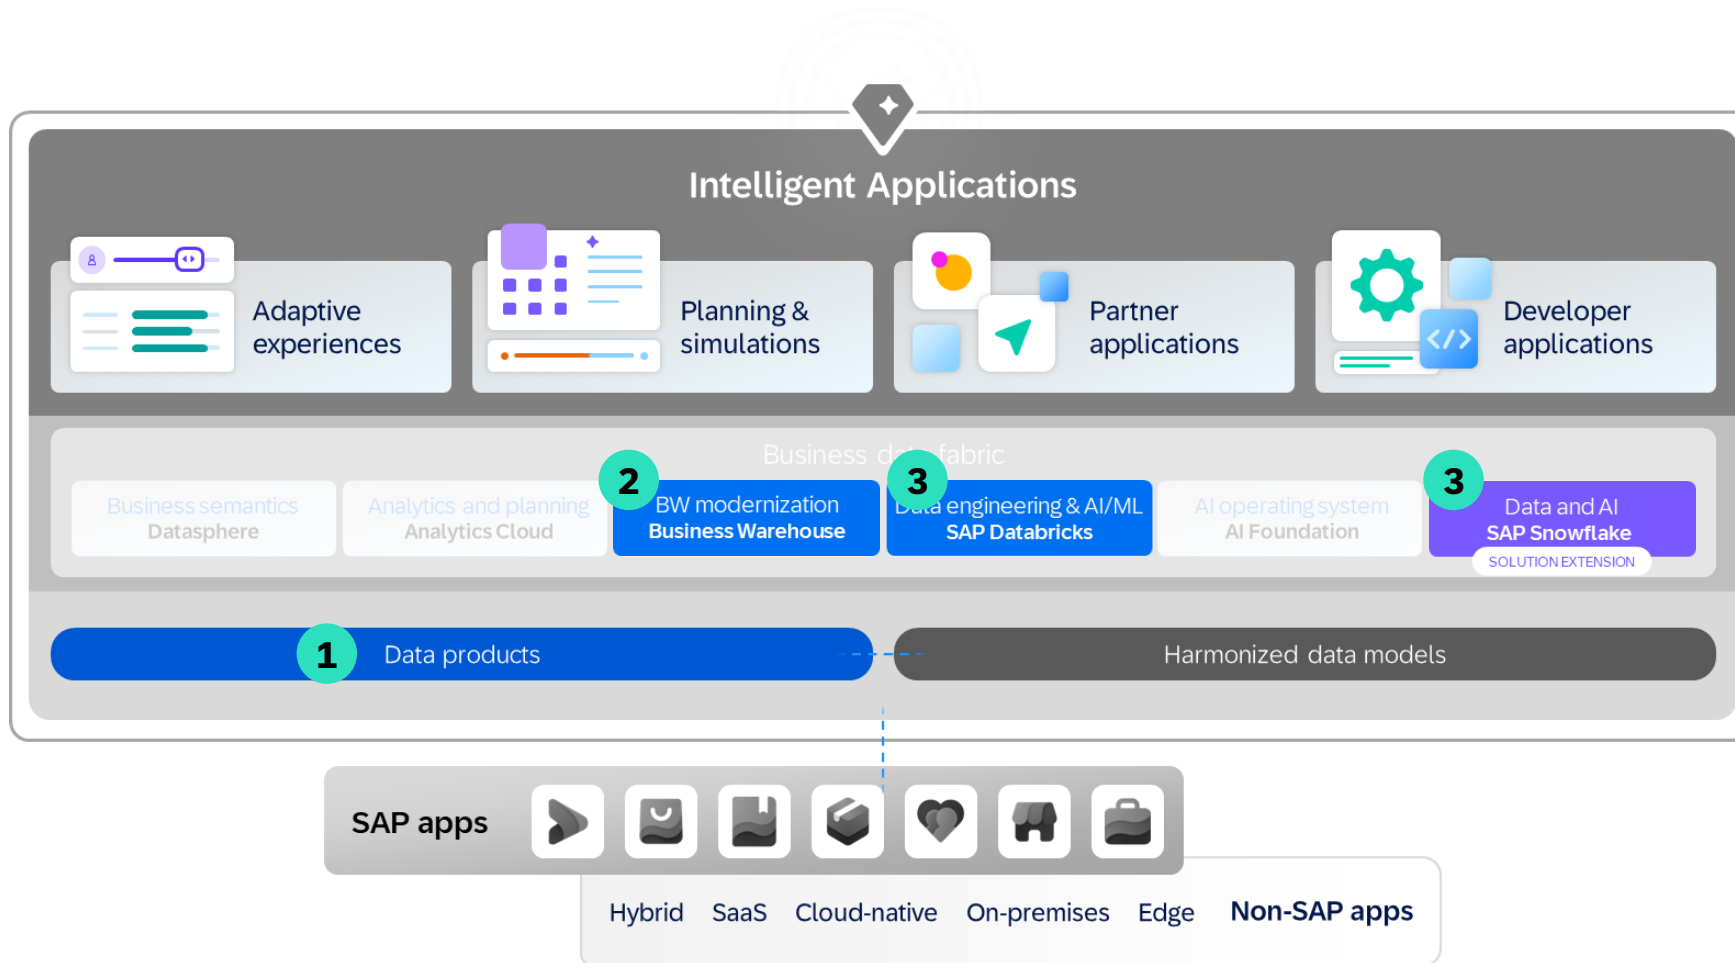 Intelligent Applications
Adaptive
experiences
Planning &
simulations
Partner
applications
</>
Developer
applications
Business data fabric
Business semantics
Datasphere
Analytics and planning
Analytics Cloud
2
BW modernization
Business Warehouse
3
Data engineering & AI/ML
SAP Databricks
AI operating system
AI Foundation
3
Data and AI
SAP Snowflake
SOLUTION EXTENSION
1
Data products
Harmonized data models
SAP apps
Hybrid SaaS Cloud-native On-premises Edge Non-SAP apps